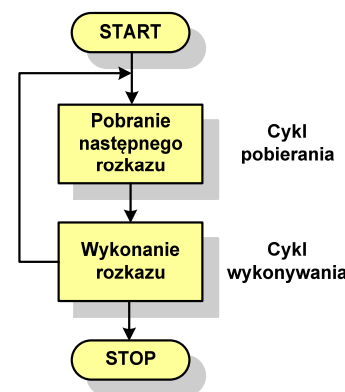 START
Pobranie
następnego
rozkazu
Cykl
pobierania
Wykonanie
rozkazu
Cykl
wykonywania
STOP